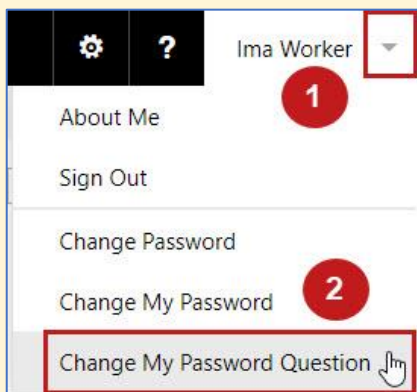 ? Ima Worker
1
About Me
Sign Out
Change Password
Change My Password
2
Change My Password Question